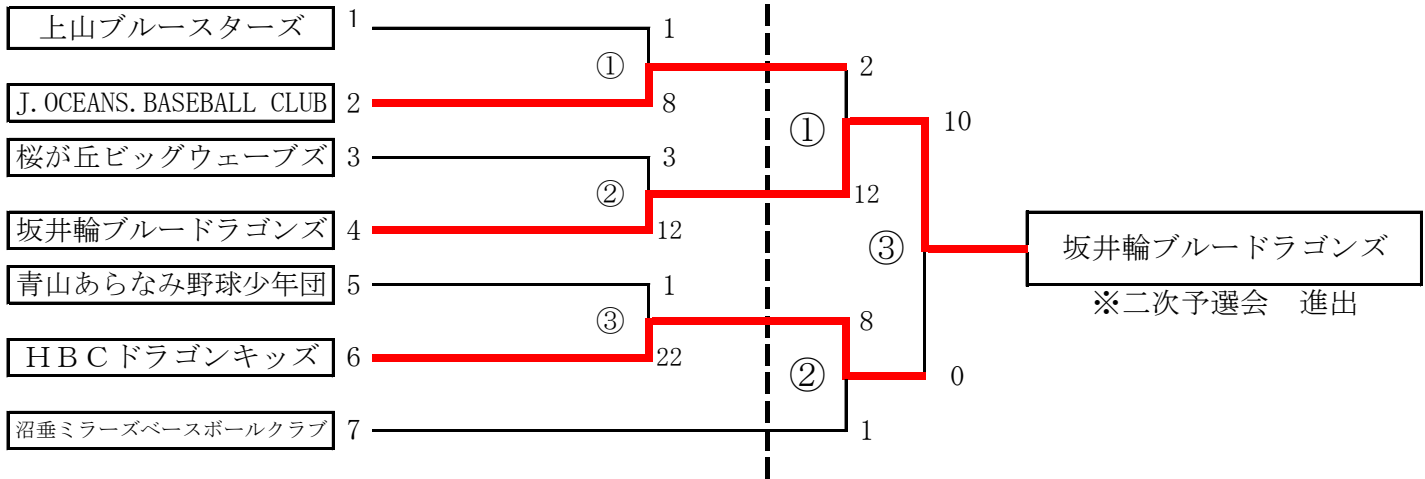 上山ブルースターズ 1
1
①
2
J.OCEANS.BASEBALL CLUB 2
8
①
10
桜が丘ビッグウェーブズ 3
3
②
12
坂井輪ブルードラゴンズ 4
12
③
坂井輪ブルードラゴンズ
※二次予選会 進出
青山あらなみ野球少年団 5
1
③
8
HBCドラゴンキッズ 6
22
②
0
沼垂ミラーズベースボールクラブ 7
1